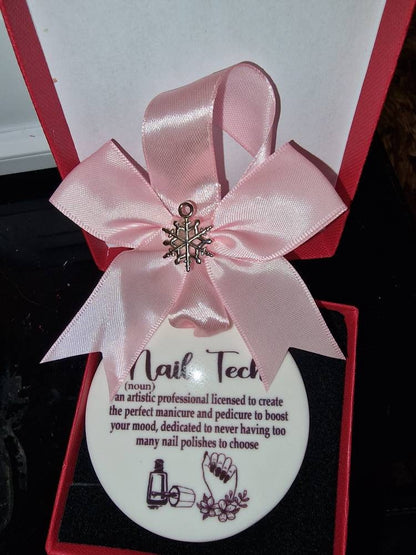 Nail Tech
(noun)
an artistic professional licensed to create
the perfect manicure and pedicure to boost
your mood, dedicated to never having too
many nail polishes to choose